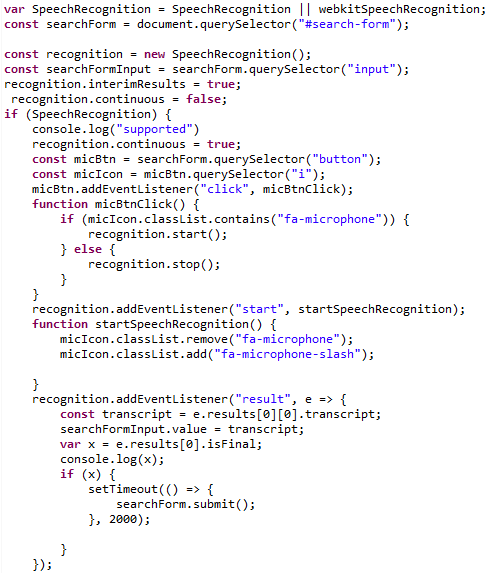 var SpeechRecognition = SpeechRecognition || webkitSpeechRecognition;
const searchForm = document.querySelector("#search-form");

const recognition = new SpeechRecognition();
const searchFormInput = searchForm.querySelector("input");
recognition.interimResults = true;
 recognition.continuous = false;
if (SpeechRecognition) {
    console.log("supported")
    recognition.continuous = true;
    const micBtn = searchForm.querySelector("button");
    const micIcon = micBtn.querySelector("i");
    micBtn.addEventListener("click", micBtnClick);
    function micBtnClick() {
        if (micIcon.classList.contains("fa-microphone")) {
            recognition.start();
        } else {
            recognition.stop();
        }
    }
    recognition.addEventListener("start", startSpeechRecognition);
    function startSpeechRecognition() {
        micIcon.classList.remove("fa-microphone");
        micIcon.classList.add("fa-microphone-slash");

    }
    recognition.addEventListener("result", e => {
        const transcript = e.results[0][0].transcript;
        searchFormInput.value = transcript;
        var x = e.results[0].isFinal;
        console.log(x);
        if (x) {
            setTimeout(() => {
                searchForm.submit();
            }, 2000);

        }
    });